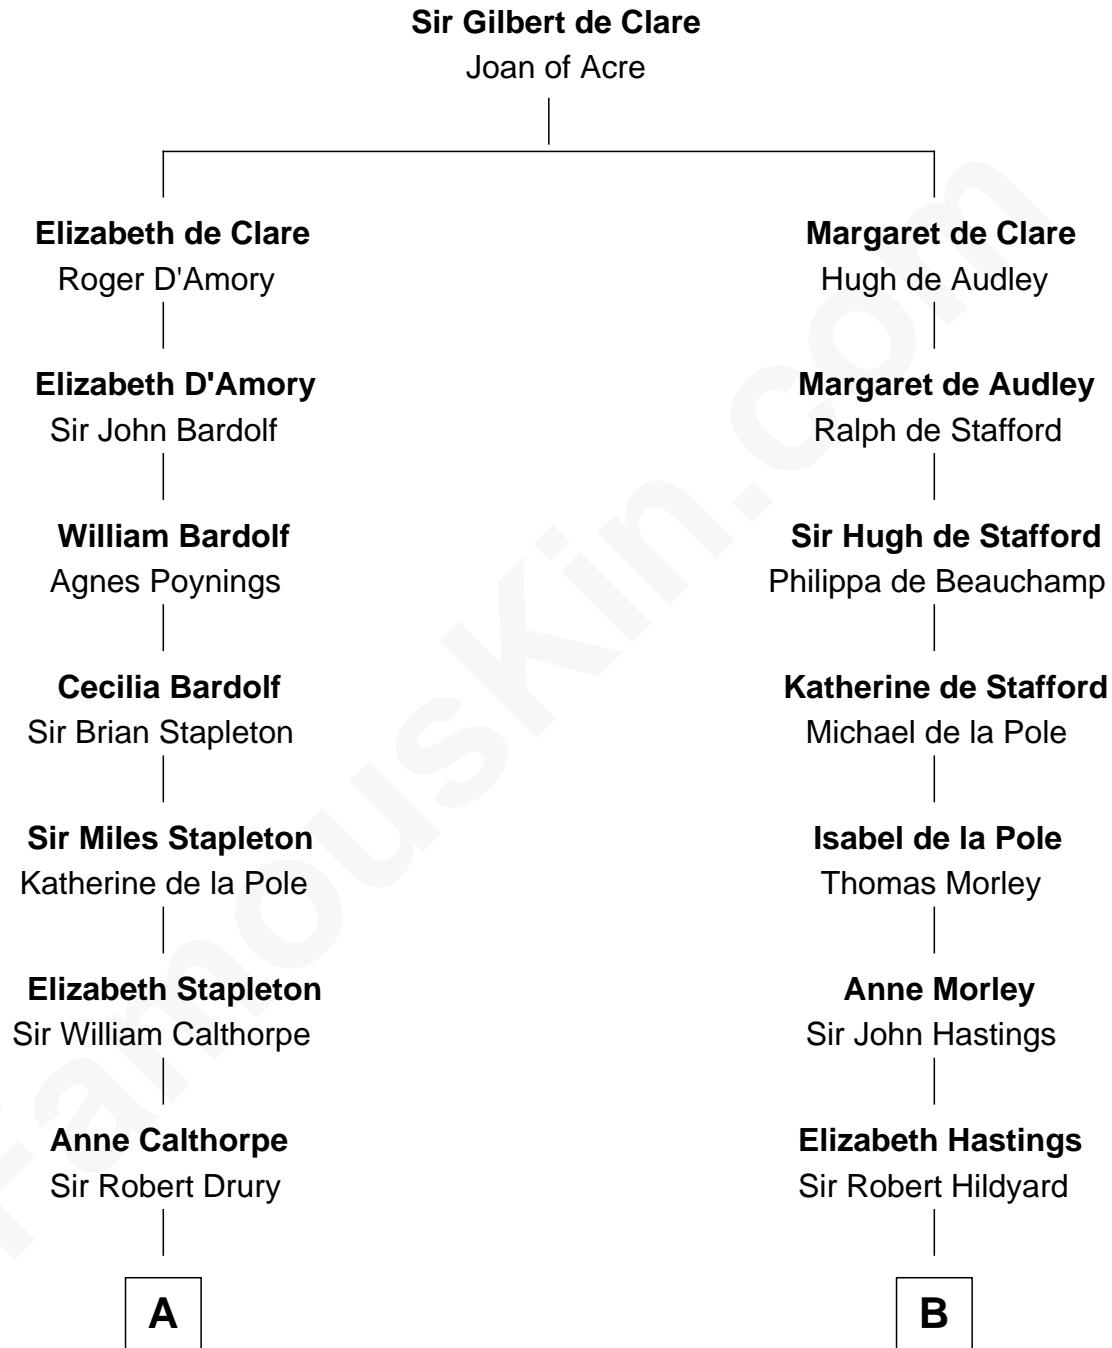 Sir Gilbert de Clare
Joan of Acre
Elizabeth de Clare
Roger D'Amory
Margaret de Clare
Hugh de Audley
Elizabeth D'Amory
Sir John Bardolf
Margaret de Audley
Ralph de Stafford
William Bardolf
Agnes Poynings
Sir Hugh de Stafford
Philippa de Beauchamp
Cecilia Bardolf
Sir Brian Stapleton
Katherine de Stafford
Michael de la Pole
Sir Miles Stapleton
Katherine de la Pole
Isabel de la Pole
Thomas Morley
Elizabeth Stapleton
Sir William Calthorpe
Anne Morley
Sir John Hastings
Anne Calthorpe
Sir Robert Drury
Elizabeth Hastings
Sir Robert Hildyard
A
B
FamousKin.com